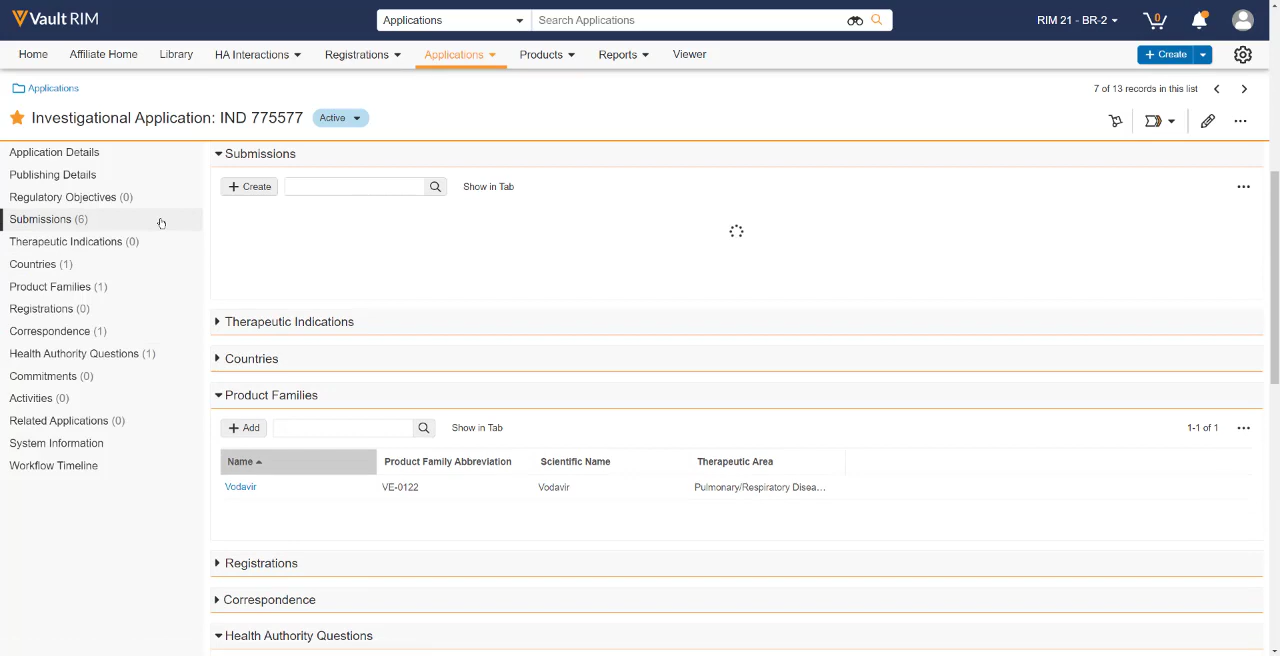 Vault RIM
Applications
Search Applications
RIM 21 - BR-2
0
Home
Affiliate Home
Library
HA Interactions
Registrations
Applications
Products
Reports
Viewer
+ Create
Applications
7 of 13 records in this list
Investigational Application: IND 775577
Active
Application Details
Publishing Details
Regulatory Objectives (0)
Submissions (6)
Therapeutic Indications (0)
Countries (1)
Product Families (1)
Registrations (0)
Correspondence (1)
Health Authority Questions (1)
Commitments (0)
Activities (0)
Related Applications (0)
System Information
Workflow Timeline
Submissions
+ Create
Show in Tab
Therapeutic Indications
Countries
Product Families
+ Add
Show in Tab
1-1 of 1
Name
Product Family Abbreviation
Scientific Name
Therapeutic Area
Vodavir
VE-0122
Vodavir
Pulmonary/Respiratory Disea...
Registrations
Correspondence
Health Authority Questions